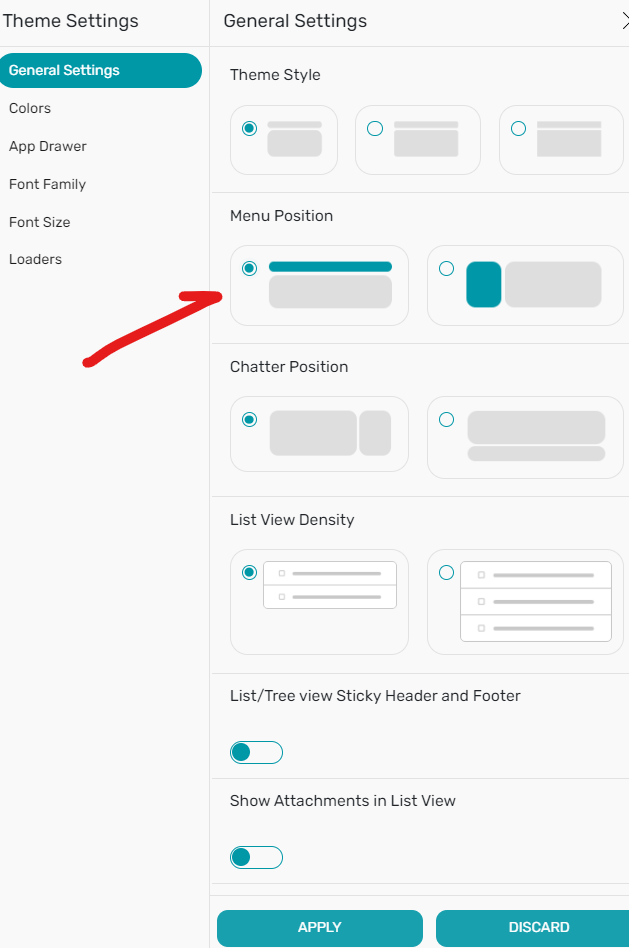 Theme Settings
General Settings
General Settings
Colors
App Drawer
Font Family
Font Size
Loaders
Theme Style
Menu Position
Chatter Position
List View Density
List/Tree view Sticky Header and Footer
Show Attachments in List View
APPLY
DISCARD